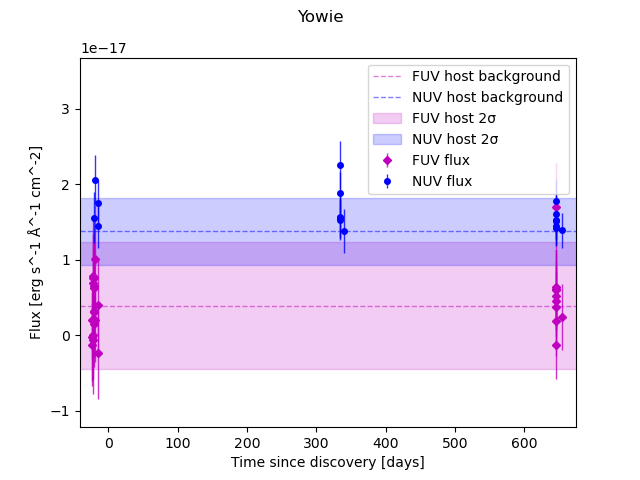 Yowie
1e−17
FUV host background
NUV host background
FUV host 2σ
NUV host 2σ
FUV flux
NUV flux
3
2
1
0
−1
Flux [erg s^-1 Å^-1 cm^-2]
0 100 200 300 400 500 600
Time since discovery [days]